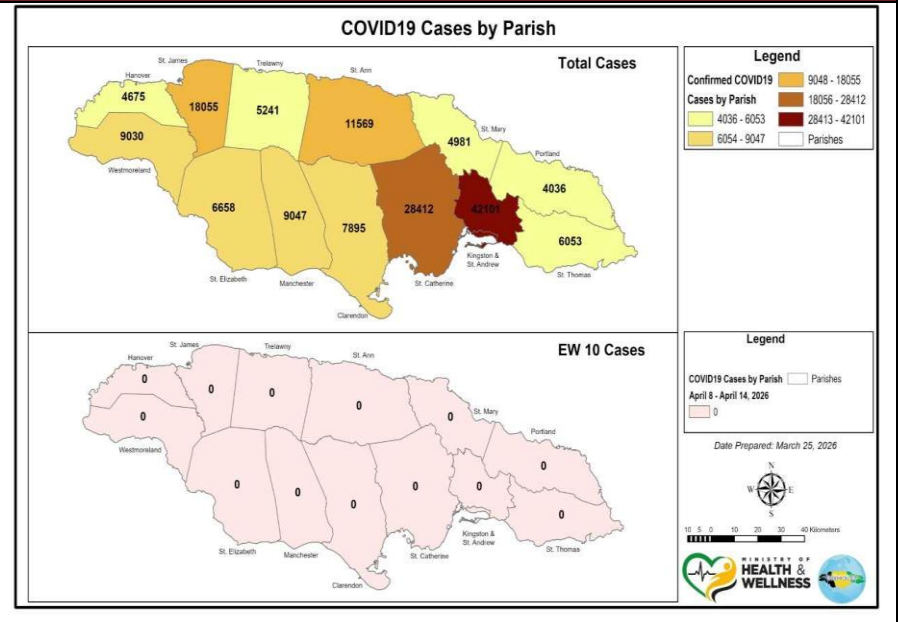 COVID19 Cases by Parish
Total Cases
St. James
Trelawny
St. Ann
Hanover
4675
18055
5241
11569
9030
4981
St. Mary
Westmoreland
Portland
4036
6658
9047
7895
28412
42101
6053
Kingston &
St. Andrew
St. Thomas
St. Elizabeth
Manchester
St. Catherine
Clarendon
Legend
Confirmed COVID19
Cases by Parish
4036 - 6053
6054 - 9047
9048 - 18055
18056 - 28412
28413 - 42101
Parishes
EW 10 Cases
St. James
Trelawny
St. Ann
Hanover
0
0
0
0
0
0
St. Mary
Westmoreland
Portland
0
0
0
0
0
0
0
Kingston &
St. Andrew
St. Thomas
St. Elizabeth
Manchester
St. Catherine
Clarendon
Legend
COVID19 Cases by Parish
Parishes
April 8 - April 14, 2026
0
Date Prepared: March 25, 2026
N
W E
S
10 5 0 10 20 30 40 Kilometers
MINISTRY OF
HEALTH &
WELLNESS